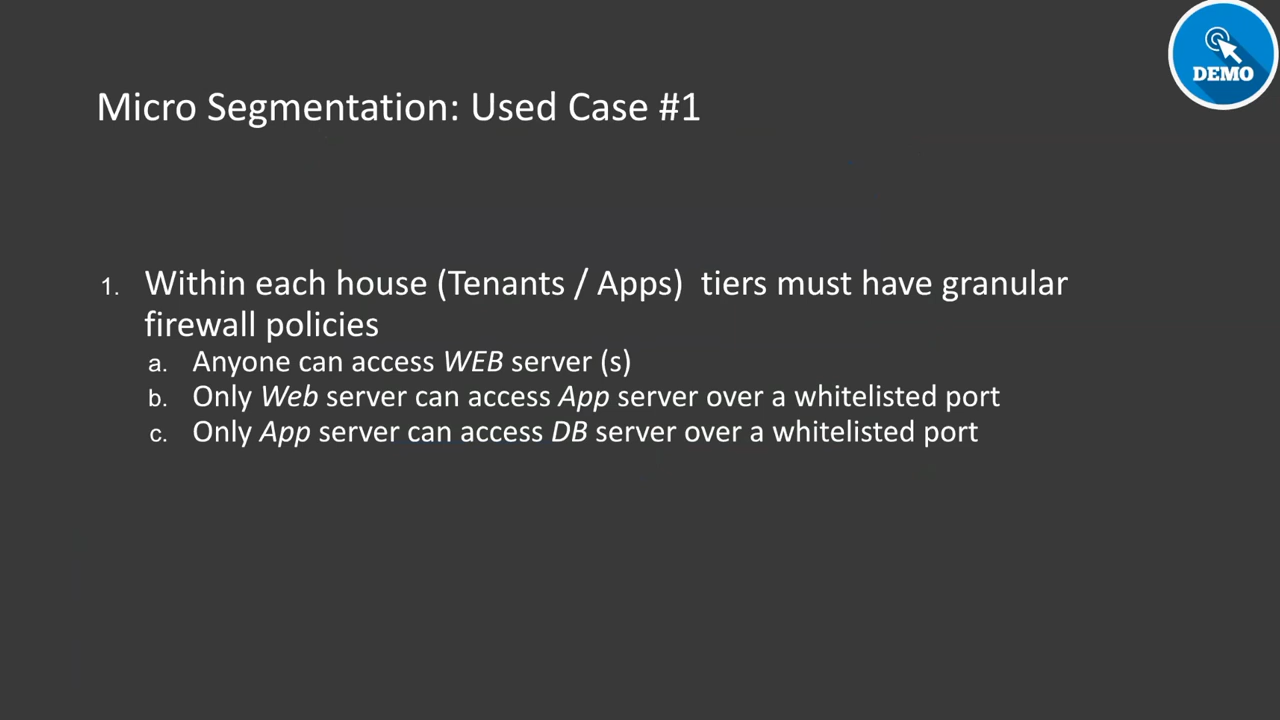 DEMO
Micro Segmentation: Used Case #1
1. Within each house (Tenants / Apps)  tiers must have granular
firewall policies
a. Anyone can access WEB server (s)
b. Only Web server can access App server over a whitelisted port
c. Only App server can access DB server over a whitelisted port